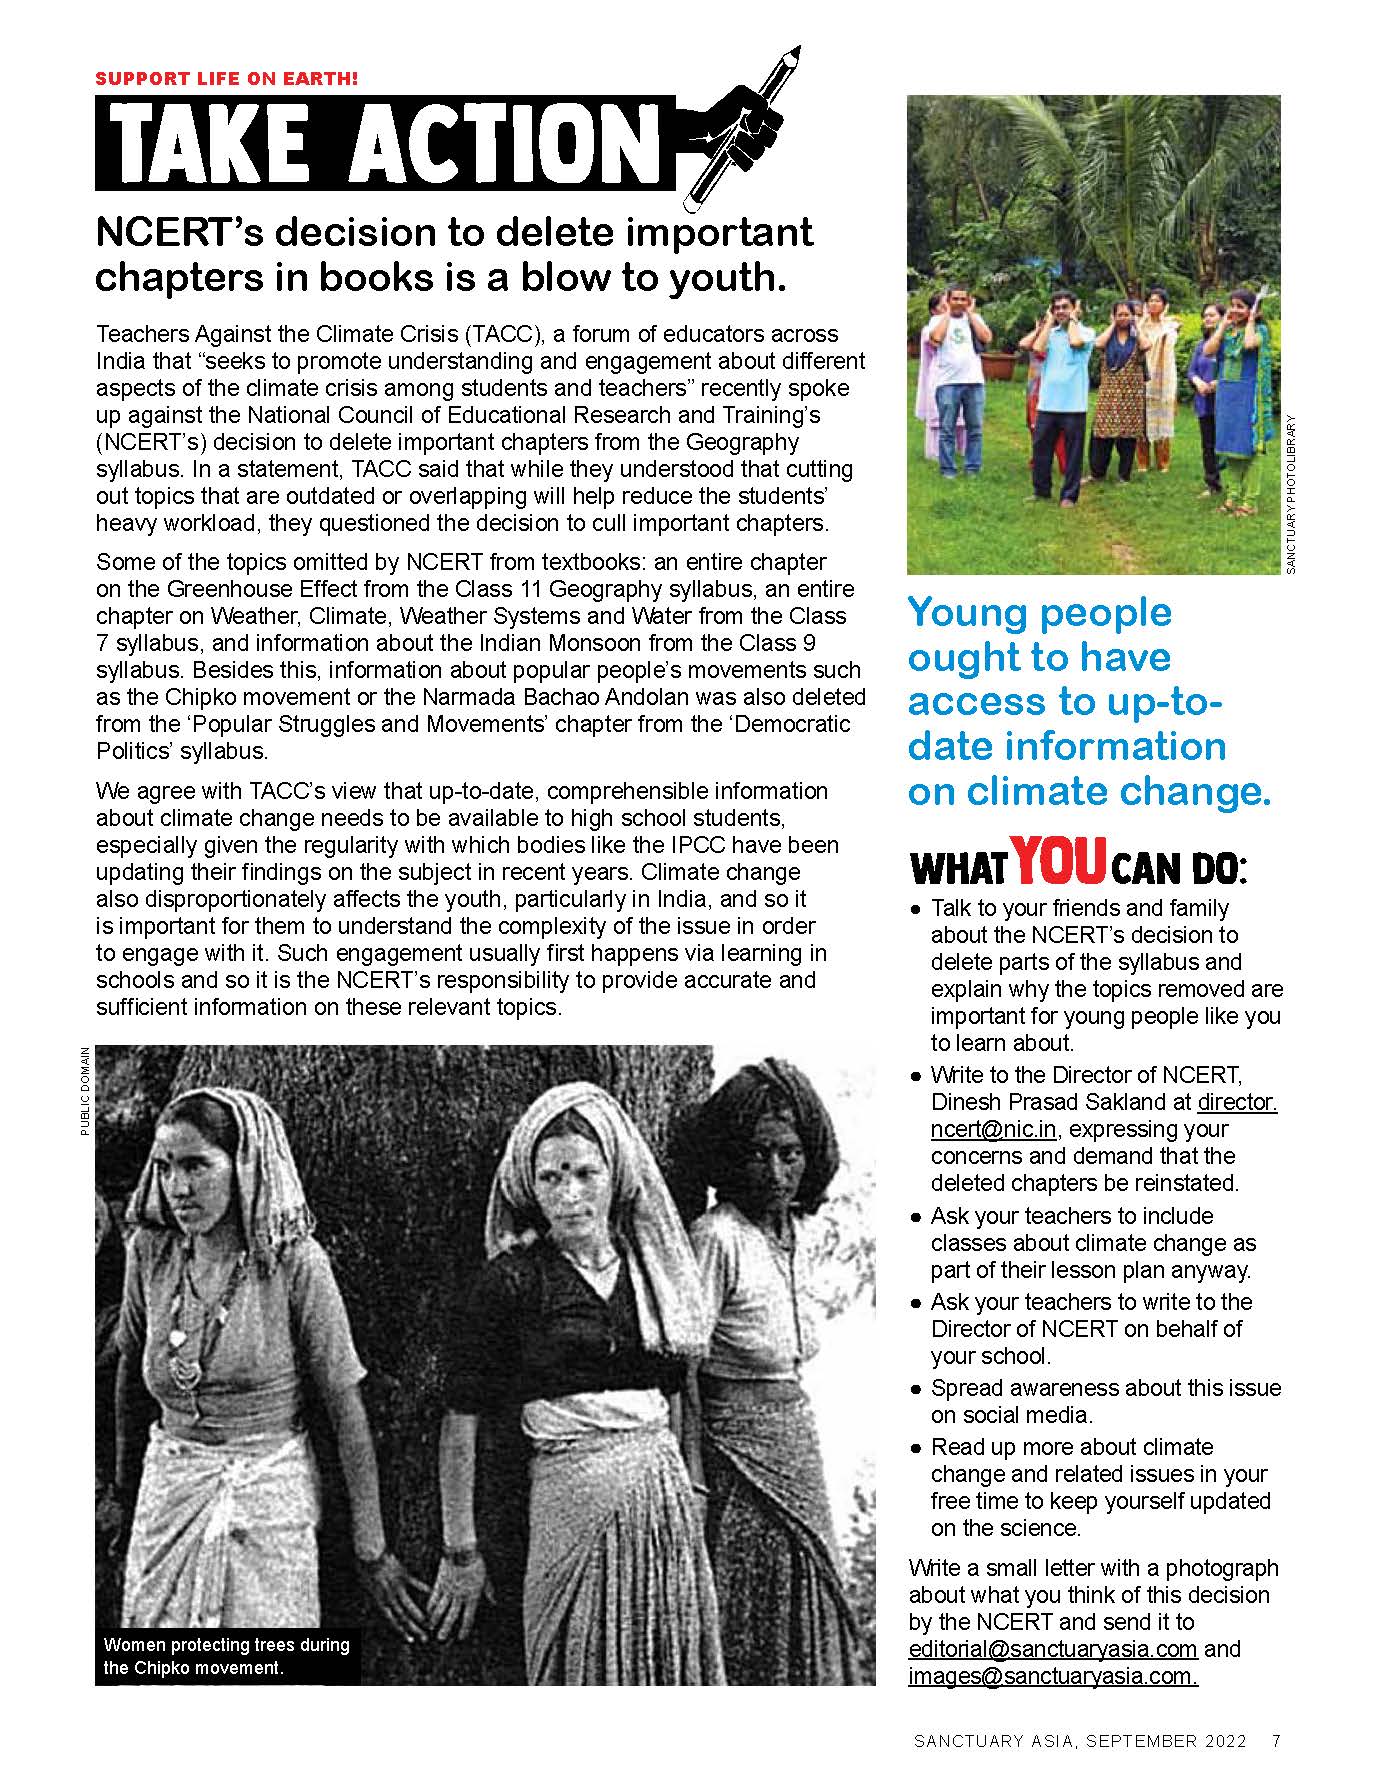 SUPPORT LIFE ON EARTH!
TAKE ACTION
NCERT's decision to delete important
chapters in books is a blow to youth.
Teachers Against the Climate Crisis (TACC), a forum of educators across
India that “seeks to promote understanding and engagement about different
aspects of the climate crisis among students and teachers” recently spoke
up against the National Council of Educational Research and Training’s
(NCERT’s) decision to delete important chapters from the Geography
syllabus. In a statement, TACC said that while they understood that cutting
out topics that are outdated or overlapping will help reduce the students’
heavy workload, they questioned the decision to cull important chapters.
Some of the topics omitted by NCERT from textbooks: an entire chapter
on the Greenhouse Effect from the Class 11 Geography syllabus, an entire
chapter on Weather, Climate, Weather Systems and Water from the Class
7 syllabus, and information about the Indian Monsoon from the Class 9
syllabus. Besides this, information about popular people’s movements such
as the Chipko movement or the Narmada Bachao Andolan was also deleted
from the ‘Popular Struggles and Movements’ chapter from the ‘Democratic
Politics’ syllabus.
We agree with TACC’s view that up-to-date, comprehensible information
about climate change needs to be available to high school students,
especially given the regularity with which bodies like the IPCC have been
updating their findings on the subject in recent years. Climate change
also disproportionately affects the youth, particularly in India, and so it
is important for them to understand the complexity of the issue in order
to engage with it. Such engagement usually first happens via learning in
schools and so it is the NCERT’s responsibility to provide accurate and
sufficient information on these relevant topics.
PUBLIC DOMAIN
Women protecting trees during
the Chipko movement.
SANCTUARY PHOTOLIBRARY
Young people
ought to have
access to up-to-
date information
on climate change.
WHAT YOU CAN DO:
● Talk to your friends and family
about the NCERT’s decision to
delete parts of the syllabus and
explain why the topics removed are
important for young people like you
to learn about.
● Write to the Director of NCERT,
Dinesh Prasad Sakland at director.
ncert@nic.in, expressing your
concerns and demand that the
deleted chapters be reinstated.
● Ask your teachers to include
classes about climate change as
part of their lesson plan anyway.
● Ask your teachers to write to the
Director of NCERT on behalf of
your school.
● Spread awareness about this issue
on social media.
● Read up more about climate
change and related issues in your
free time to keep yourself updated
on the science.
Write a small letter with a photograph
about what you think of this decision
by the NCERT and send it to
editorial@sanctuaryasia.com and
images@sanctuaryasia.com.
SANCTUARY ASIA, SEPTEMBER 2022 7